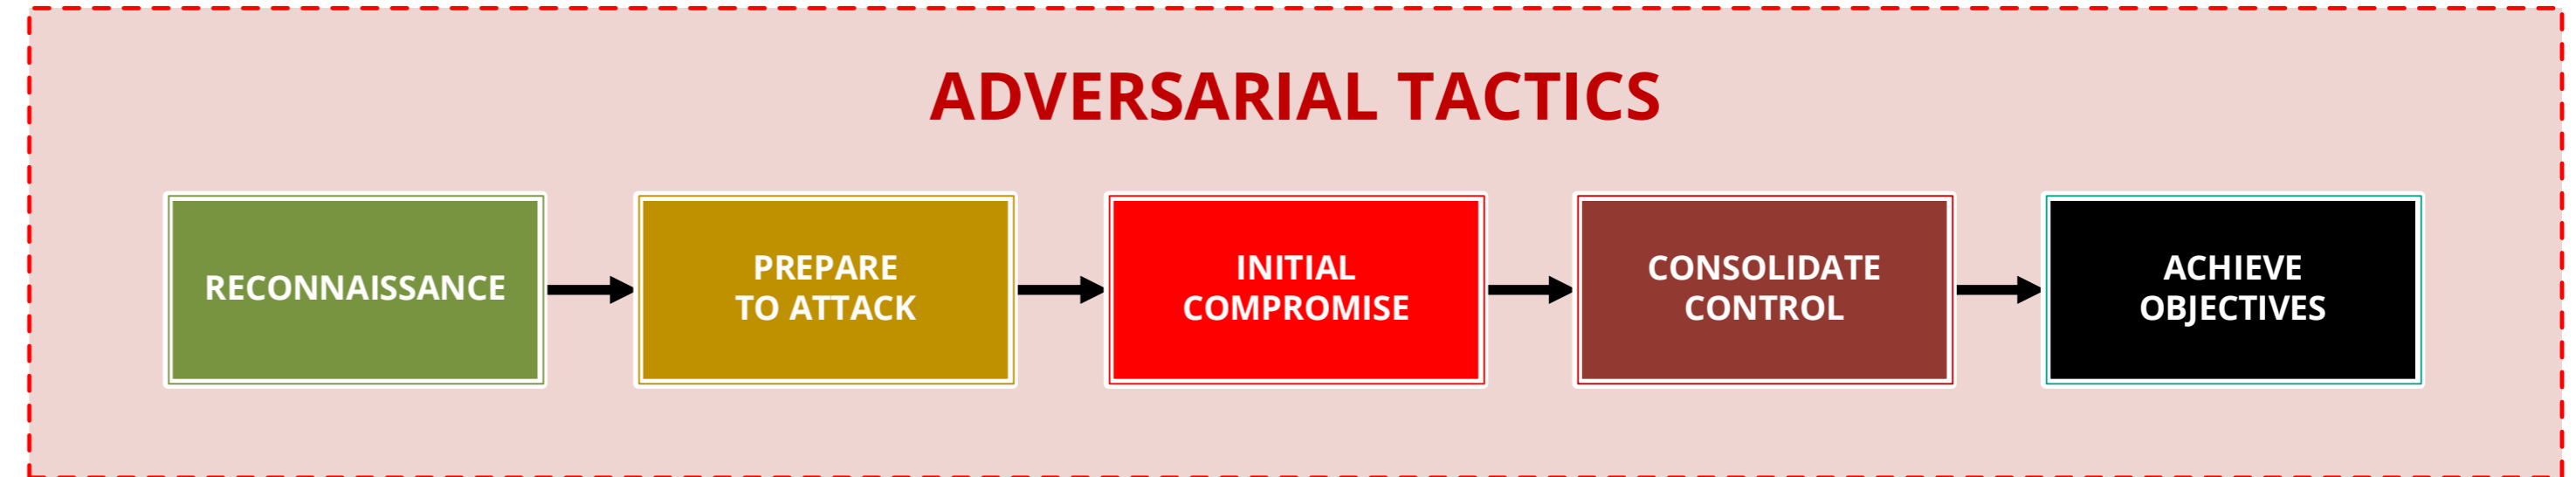 ADVERSARIAL TACTICS
RECONNAISSANCE
PREPARE
TO ATTACK
INITIAL
COMPROMISE
CONSOLIDATE
CONTROL
ACHIEVE
OBJECTIVES